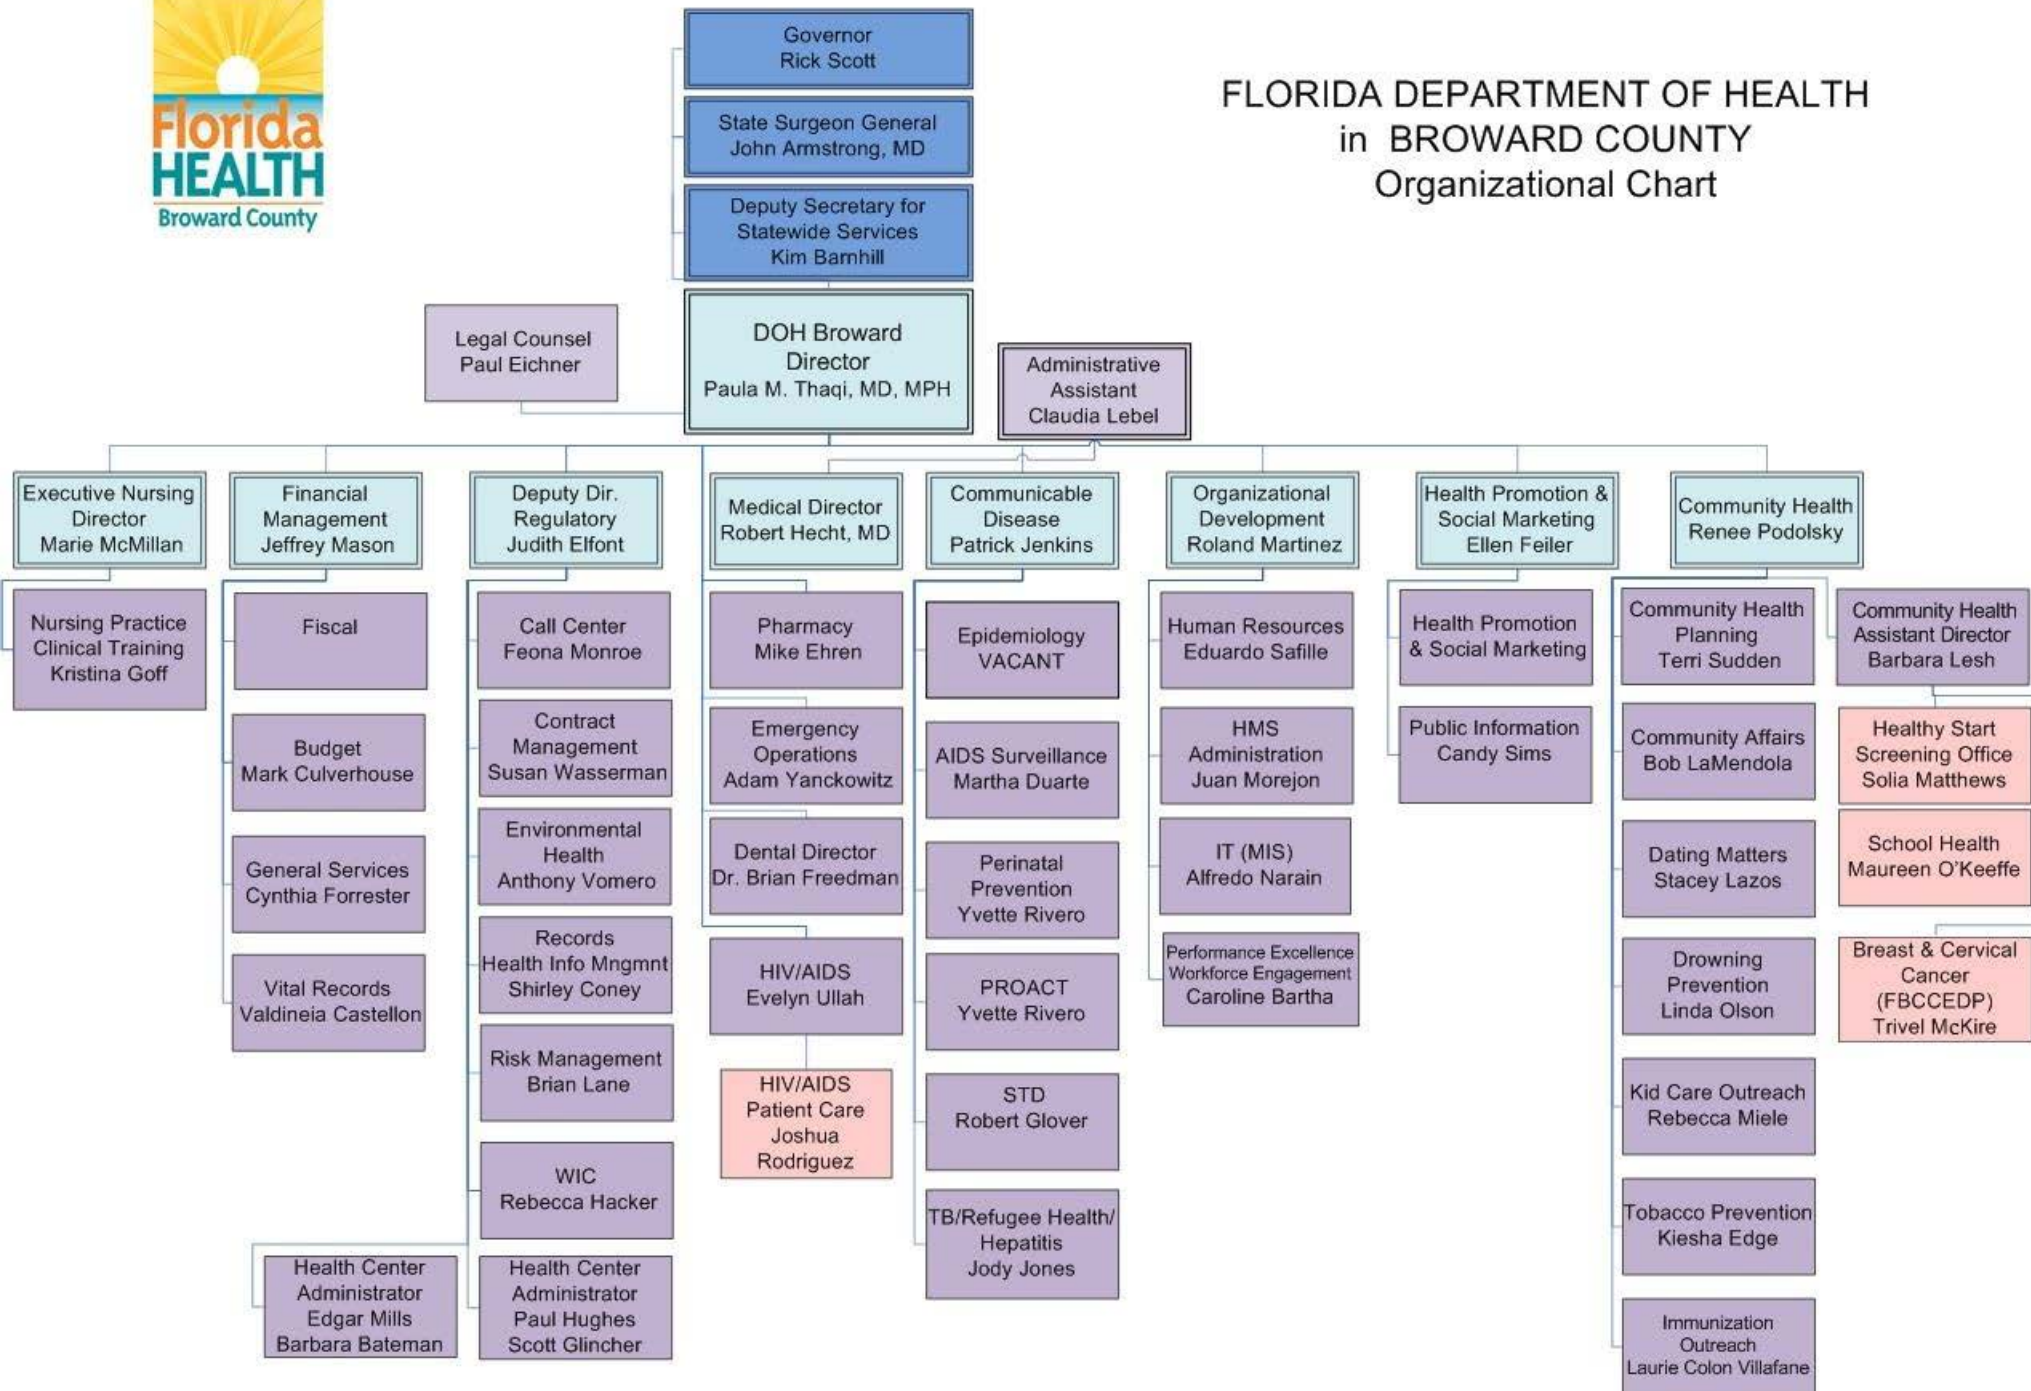 Florida
HEALTH
Broward County
FLORIDA DEPARTMENT OF HEALTH
in BROWARD COUNTY
Organizational Chart
Governor
Rick Scott
State Surgeon General
John Armstrong, MD
Deputy Secretary for
Statewide Services
Kim Barnhill
Legal Counsel
Paul Eichner
DOH Broward
Director
Paula M. Thaqi, MD, MPH
Administrative
Assistant
Claudia Lebel
Executive Nursing
Director
Marie McMillan
Financial
Management
Jeffrey Mason
Deputy Dir.
Regulatory
Judith Elfont
Medical Director
Robert Hecht, MD
Communicable
Disease
Patrick Jenkins
Organizational
Development
Roland Martinez
Health Promotion &
Social Marketing
Ellen Feiler
Community Health
Renee Podolsky
Nursing Practice
Clinical Training
Kristina Goff
Fiscal
Budget
Mark Culverhouse
General Services
Cynthia Forrester
Vital Records
Valdineia Castellon
Call Center
Feona Monroe
Contract
Management
Susan Wasserman
Environmental
Health
Anthony Vomero
Records
Health Info Mngmnt
Shirley Coney
Risk Management
Brian Lane
WIC
Rebecca Hacker
Health Center
Administrator
Edgar Mills
Barbara Bateman
Health Center
Administrator
Paul Hughes
Scott Glincher
Pharmacy
Mike Ehren
Emergency
Operations
Adam Yanckowitz
Dental Director
Dr. Brian Freedman
HIV/AIDS
Evelyn Ullah
HIV/AIDS
Patient Care
Joshua
Rodriguez
Epidemiology
VACANT
AIDS Surveillance
Martha Duarte
Perinatal
Prevention
Yvette Rivero
PROACT
Yvette Rivero
STD
Robert Glover
TB/Refugee Health/
Hepatitis
Jody Jones
Human Resources
Eduardo Safille
HMS
Administration
Juan Morejon
IT (MIS)
Alfredo Narain
Performance Excellence
Workforce Engagement
Caroline Bartha
Health Promotion
& Social Marketing
Public Information
Candy Sims
Community Health
Planning
Terri Sudden
Community Affairs
Bob LaMendola
Dating Matters
Stacey Lazos
Drowning
Prevention
Linda Olson
Kid Care Outreach
Rebecca Miele
Tobacco Prevention
Kiesha Edge
Immunization
Outreach
Laurie Colon Villafane
Community Health
Assistant Director
Barbara Lesh
Healthy Start
Screening Office
Solia Matthews
School Health
Maureen O'Keeffe
Breast & Cervical
Cancer
(FBCCEDP)
Trivel McKire